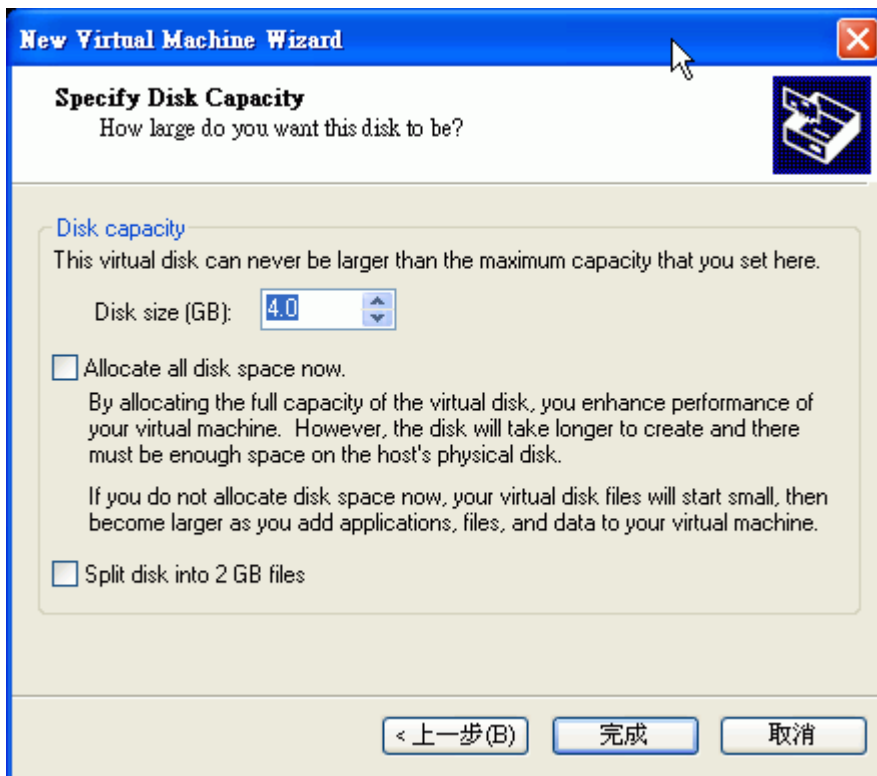 New Virtual Machine Wizard
Specify Disk Capacity
How large do you want this disk to be?
Disk capacity
This virtual disk can never be larger than the maximum capacity that you set here.
Disk size (GB): 4.0
Allocate all disk space now.
By allocating the full capacity of the virtual disk, you enhance performance of
your virtual machine. However, the disk will take longer to create and there
must be enough space on the host's physical disk.
If you do not allocate disk space now, your virtual disk files will start small, then
become larger as you add applications, files, and data to your virtual machine.
Split disk into 2 GB files
< 上一步(B) 完成 取消